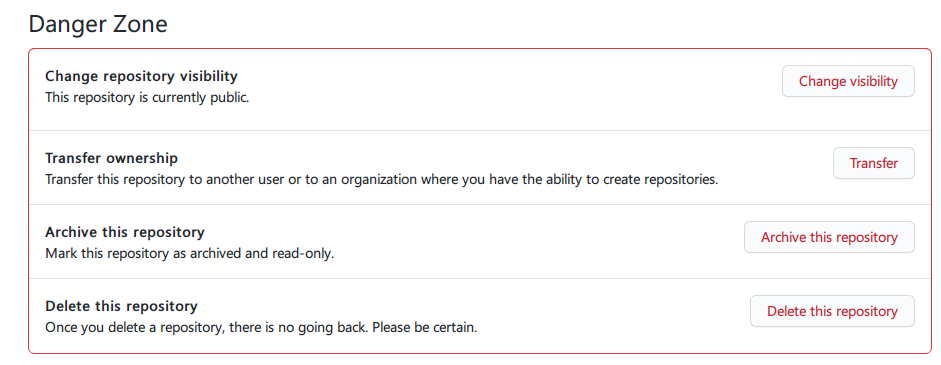 Danger Zone
Change repository visibility
This repository is currently public.
Change visibility
Transfer ownership
Transfer this repository to another user or to an organization where you have the ability to create repositories.
Transfer
Archive this repository
Mark this repository as archived and read-only.
Archive this repository
Delete this repository
Once you delete a repository, there is no going back. Please be certain.
Delete this repository